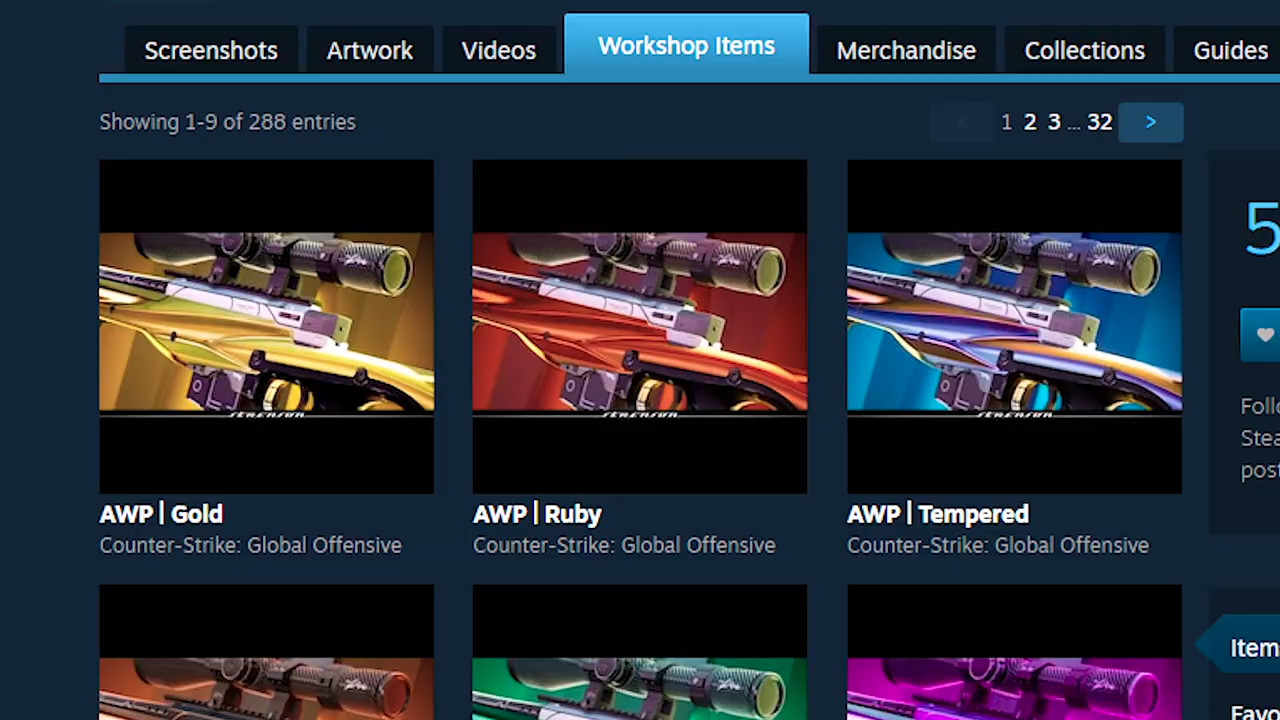 Screenshots Artwork Videos Workshop Items Merchandise Collections Guides
Showing 1-9 of 288 entries
< 1 2 3 ... 32 >
5
AWP | Gold
Counter-Strike: Global Offensive
AWP | Ruby
Counter-Strike: Global Offensive
AWP | Tempered
Counter-Strike: Global Offensive